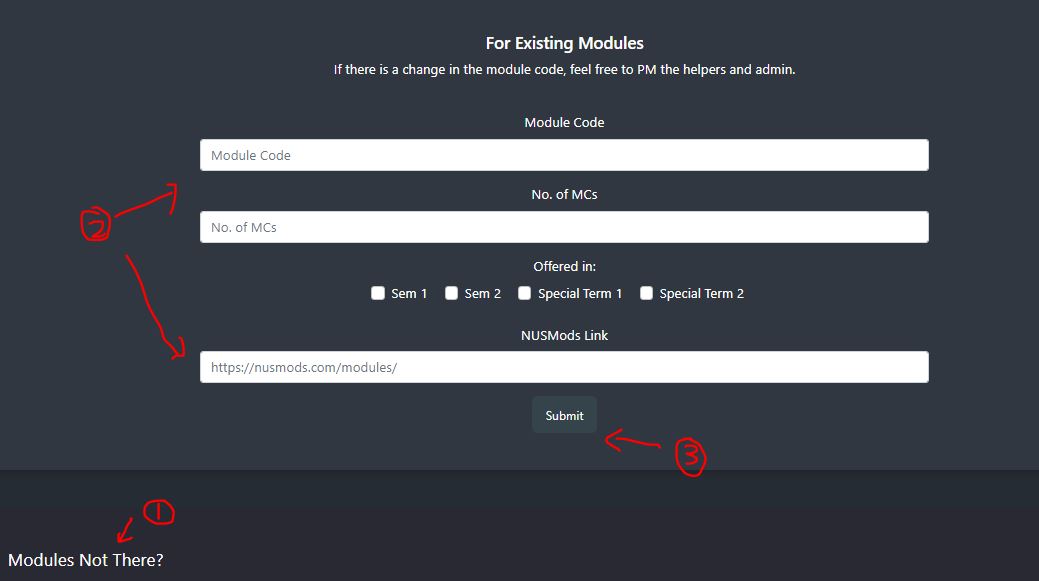 For Existing Modules
If there is a change in the module code, feel free to PM the helpers and admin.
Module Code
Module Code
No. of MCs
2
No. of MCs
Offered in:
Sem 1 Sem 2 Special Term 1 Special Term 2
NUSMods Link
https://nusmods.com/modules/
Submit
3
1
Modules Not There?